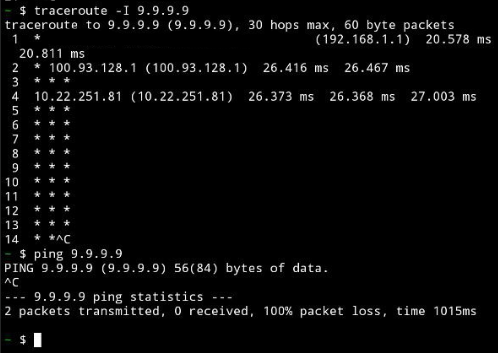 ~ $ traceroute -I 9.9.9.9
traceroute to 9.9.9.9 (9.9.9.9), 30 hops max, 60 byte packets
 1  * (192.168.1.1)  20.578 ms
  20.811 ms
 2  * 100.93.128.1 (100.93.128.1)  26.416 ms  26.467 ms
 3  * * *
 4  10.22.251.81 (10.22.251.81)  26.373 ms  26.368 ms  27.003 ms
 5  * * *
 6  * * *
 7  * * *
 8  * * *
 9  * * *
10  * * *
11  * * *
12  * * *
13  * * *
14  * *^C
~ $ ping 9.9.9.9
PING 9.9.9.9 (9.9.9.9) 56(84) bytes of data.
^C
--- 9.9.9.9 ping statistics ---
2 packets transmitted, 0 received, 100% packet loss, time 1015ms
~ $